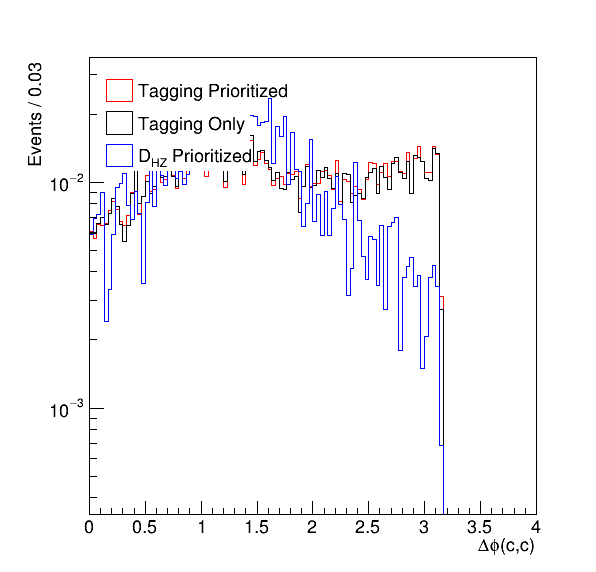 Events / 0.03
Tagging Prioritized
Tagging Only
D_HZ Prioritized
10^−2
10^−3
0 0.5 1 1.5 2 2.5 3 3.5 4
Δϕ(c,c)